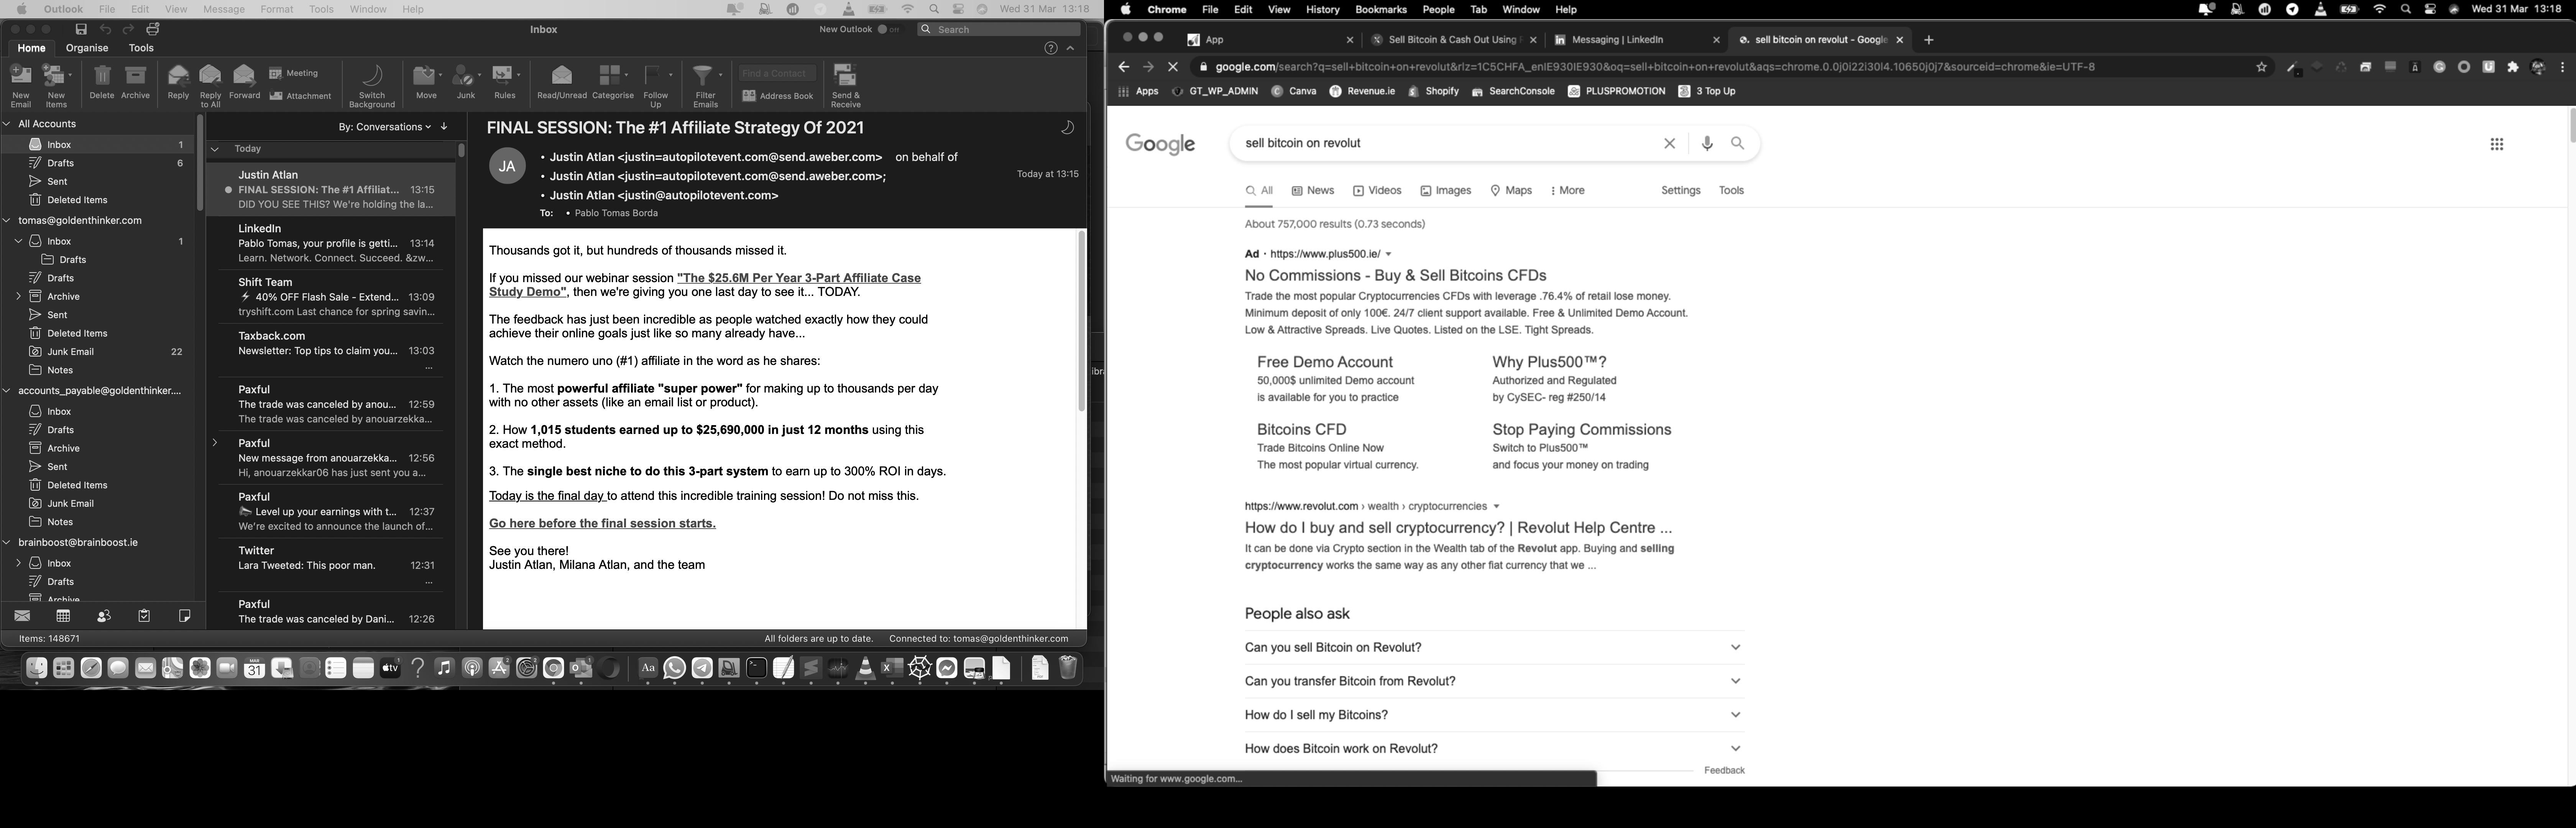 Outlook File Edit View Message Format Tools Window Help Wed 31 Mar 13:18
Inbox New Outlook Search
Home Organise Tools
New Email
New Items
Delete
Archive
Reply
Reply to All
Forward
Meeting
Attachment
Switch Background
Move
Junk
Rules
Read/Unread
Categorise
Follow Up
Filter Emails
Find a Contact
Address Book
Send & Receive
All Accounts
Inbox 1
Drafts 6
Sent
Deleted Items
tomas@goldenthinker.com
Inbox 1
Drafts
Drafts
Archive
Sent
Deleted Items
Junk Email 22
Notes
accounts_payable@goldenthinker....
Inbox
Drafts
Archive
Sent
Deleted Items
Junk Email
Notes
brainboost@brainboost.ie
Inbox
Drafts
Archive
Items: 148671
By: Conversations
Today
Justin Atlan
FINAL SESSION: The #1 Affiliat... 13:15
DID YOU SEE THIS? We're holding the la...
LinkedIn
Pablo Tomas, your profile is getti... 13:14
Learn. Network. Connect. Succeed. &zw...
Shift Team
⚡ 40% OFF Flash Sale - Extend... 13:09
tryshift.com Last chance for spring savin...
Taxback.com
Newsletter: Top tips to claim you... 13:03
...
Paxful
The trade was canceled by anou... 12:59
The trade was canceled by anouarzekka...
Paxful
New message from anouarzekka... 12:56
Hi, anouarzekkar06 has just sent you a...
Paxful
Level up your earnings with t... 12:37
We're excited to announce the launch of...
Twitter
Lara Tweeted: This poor man. 12:31
...
Paxful
The trade was canceled by Dani... 12:26
FINAL SESSION: The #1 Affiliate Strategy Of 2021
JA
• Justin Atlan <justin=autopilotevent.com@send.aweber.com> on behalf of
• Justin Atlan <justin=autopilotevent.com@send.aweber.com>;
Today at 13:15
• Justin Atlan <justin@autopilotevent.com>
To: • Pablo Tomas Borda
Thousands got it, but hundreds of thousands missed it.
If you missed our webinar session "The $25.6M Per Year 3-Part Affiliate Case
Study Demo", then we're giving you one last day to see it... TODAY.
The feedback has just been incredible as people watched exactly how they could
achieve their online goals just like so many already have...
Watch the numero uno (#1) affiliate in the word as he shares:
1. The most powerful affiliate "super power" for making up to thousands per day
with no other assets (like an email list or product).
2. How 1,015 students earned up to $25,690,000 in just 12 months using this
exact method.
3. The single best niche to do this 3-part system to earn up to 300% ROI in days.
Today is the final day to attend this incredible training session! Do not miss this.
Go here before the final session starts.
See you there!
Justin Atlan, Milana Atlan, and the team
All folders are up to date. Connected to: tomas@goldenthinker.com
MAR
31
tv
Aa
Chrome File Edit View History Bookmarks People Tab Window Help Wed 31 Mar 13:18
App
Sell Bitcoin & Cash Out Using
Messaging | LinkedIn
sell bitcoin on revolut - Google
google.com/search?q=sell+bitcoin+on+revolut&rlz=1C5CHFA_enIE930IE930&oq=sell+bitcoin+on+revolut&aqs=chrome.0.0j0i22i30l4.10650j0j7&sourceid=chrome&ie=UTF-8
Apps GT_WP_ADMIN Canva Revenue.ie Shopify SearchConsole PLUSPROMOTION 3 Top Up
Google
sell bitcoin on revolut
All News Videos Images Maps More Settings Tools
About 757,000 results (0.73 seconds)
Ad · https://www.plus500.ie/
No Commissions - Buy & Sell Bitcoins CFDs
Trade the most popular Cryptocurrencies CFDs with leverage .76.4% of retail lose money.
Minimum deposit of only 100€. 24/7 client support available. Free & Unlimited Demo Account.
Low & Attractive Spreads. Live Quotes. Listed on the LSE. Tight Spreads.
Free Demo Account
50,000$ unlimited Demo account
is available for you to practice
Why Plus500™?
Authorized and Regulated
by CySEC- reg #250/14
Bitcoins CFD
Trade Bitcoins Online Now
The most popular virtual currency.
Stop Paying Commissions
Switch to Plus500™
and focus your money on trading
https://www.revolut.com › wealth › cryptocurrencies
How do I buy and sell cryptocurrency? | Revolut Help Centre ...
It can be done via Crypto section in the Wealth tab of the Revolut app. Buying and selling
cryptocurrency works the same way as any other fiat currency that we ...
People also ask
Can you sell Bitcoin on Revolut?
Can you transfer Bitcoin from Revolut?
How do I sell my Bitcoins?
How does Bitcoin work on Revolut?
Feedback
Waiting for www.google.com...